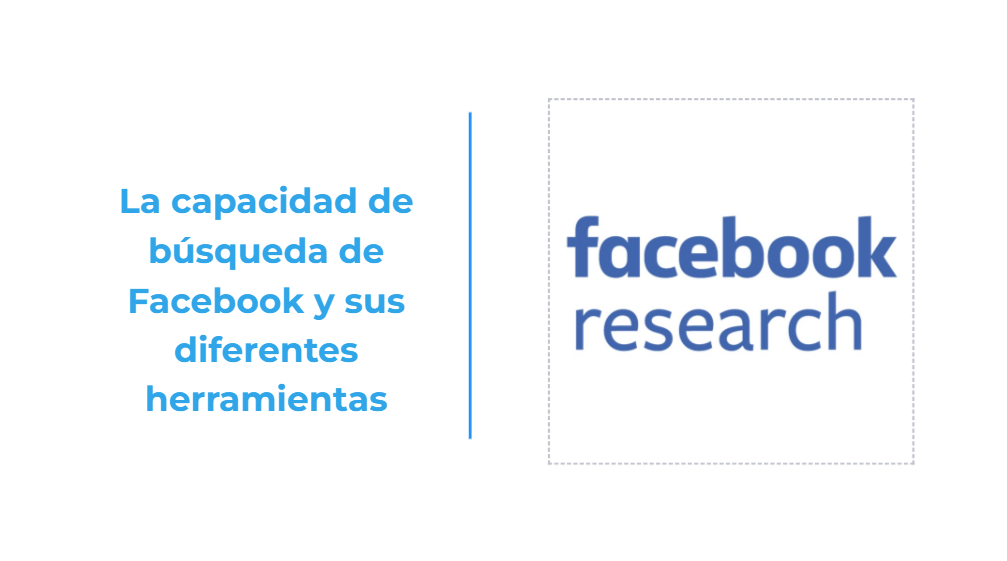 La capacidad de
búsqueda de
Facebook y sus
diferentes
herramientas
facebook
research